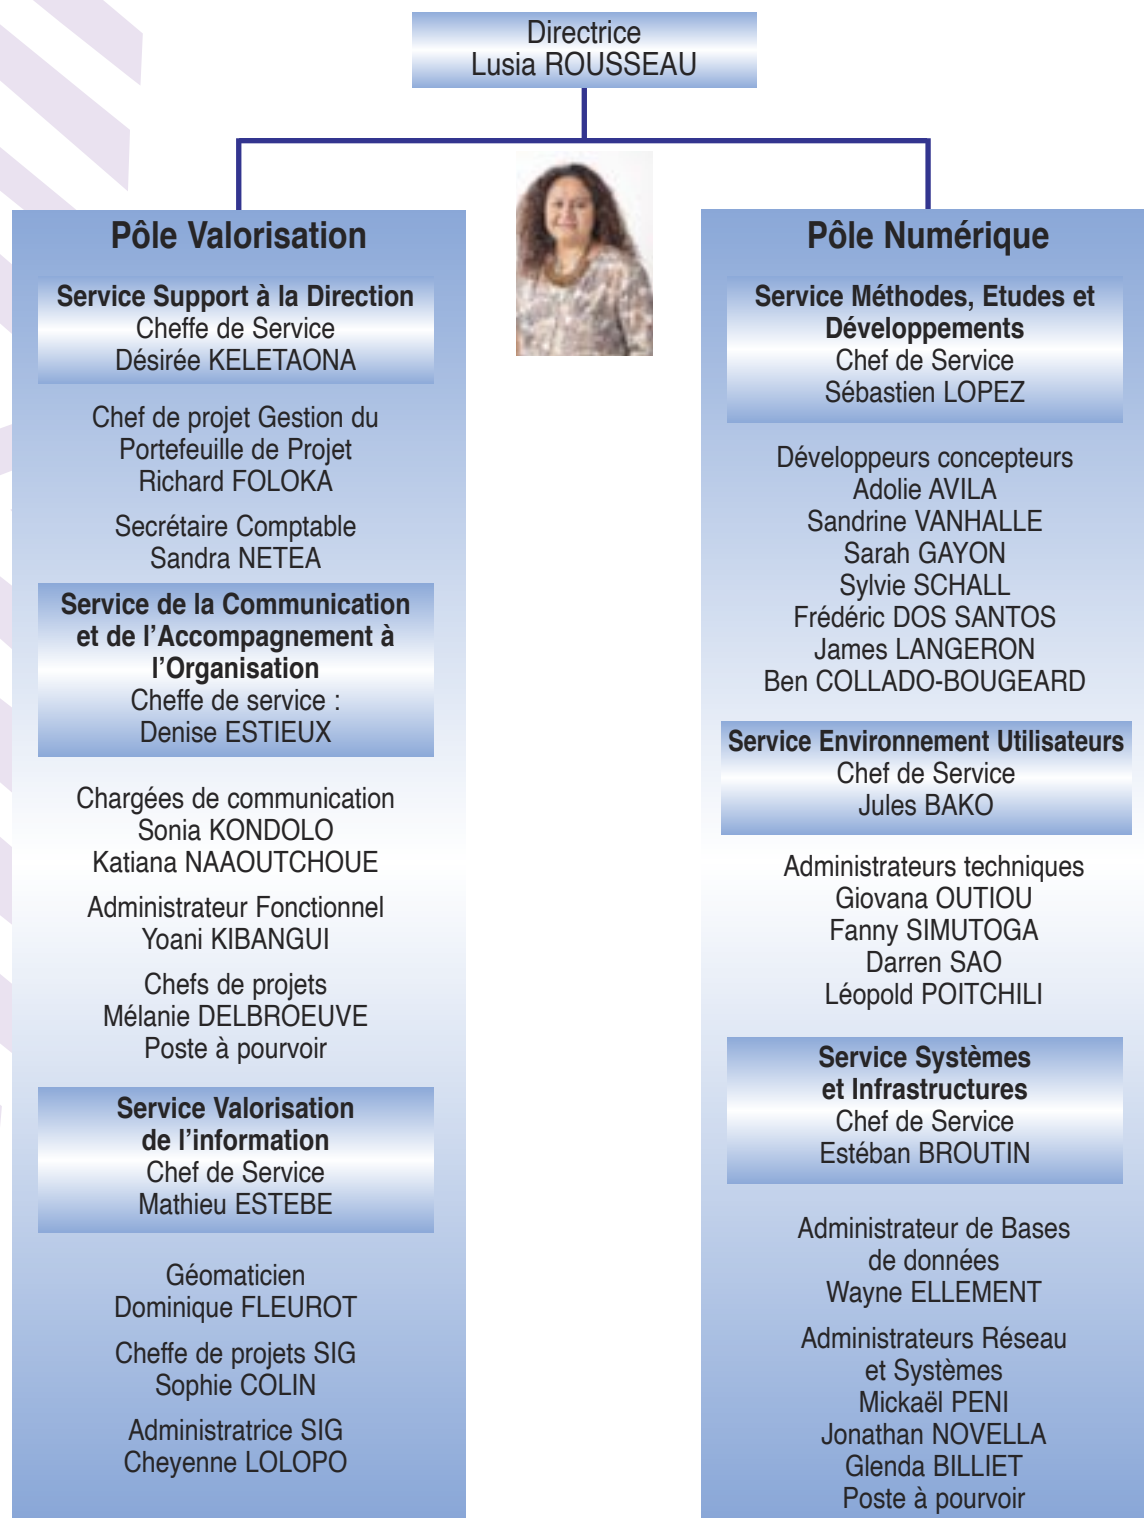 Directrice
Lusia ROUSSEAU
Pôle Valorisation
Service Support à la Direction
Cheffe de Service
Désirée KELETAONA
Chef de projet Gestion du
Portefeuille de Projet
Richard FOLOKA
Secrétaire Comptable
Sandra NETEA
Service de la Communication
et de l’Accompagnement à
l’Organisation
Cheffe de service :
Denise ESTIEUX
Chargées de communication
Sonia KONDOLO
Katiana NAAOUTCHOUE
Administrateur Fonctionnel
Yoani KIBANGUI
Chefs de projets
Mélanie DELBROEUVE
Poste à pourvoir
Service Valorisation
de l’information
Chef de Service
Mathieu ESTEBE
Géomaticien
Dominique FLEUROT
Cheffe de projets SIG
Sophie COLIN
Administratrice SIG
Cheyenne LOLOPO
Pôle Numérique
Service Méthodes, Etudes et
Développements
Chef de Service
Sébastien LOPEZ
Développeurs concepteurs
Adolie AVILA
Sandrine VANHALLE
Sarah GAYON
Sylvie SCHALL
Frédéric DOS SANTOS
James LANGERON
Ben COLLADO-BOUGEARD
Service Environnement Utilisateurs
Chef de Service
Jules BAKO
Administrateurs techniques
Giovana OUTIOU
Fanny SIMUTOGA
Darren SAO
Léopold POITCHILI
Service Systèmes
et Infrastructures
Chef de Service
Estéban BROUTIN
Administrateur de Bases
de données
Wayne ELLEMENT
Administrateurs Réseau
et Systèmes
Mickaël PENI
Jonathan NOVELLA
Glenda BILLIET
Poste à pourvoir